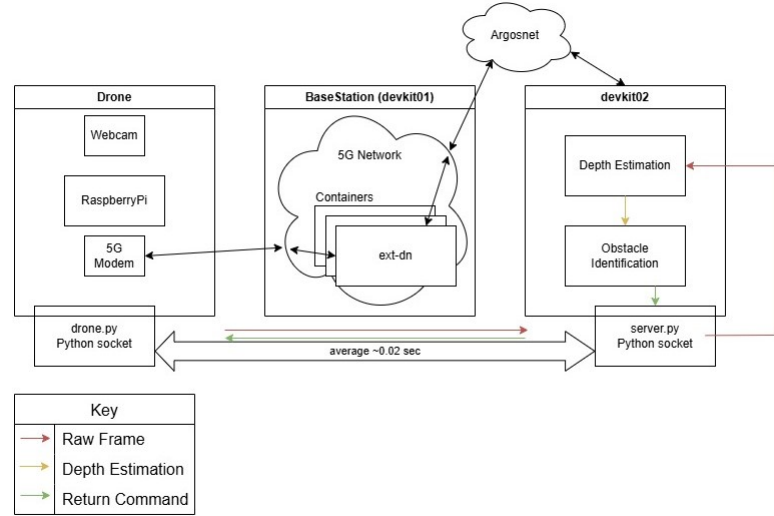 Argosnet
Drone
BaseStation (devkit01)
devkit02
Webcam
RaspberryPi
5G
Modem
5G Network
Containers
ext-dn
Depth Estimation
Obstacle
Identification
drone.py
Python socket
average ~0.02 sec
server.py
Python socket
Key
Raw Frame
Depth Estimation
Return Command